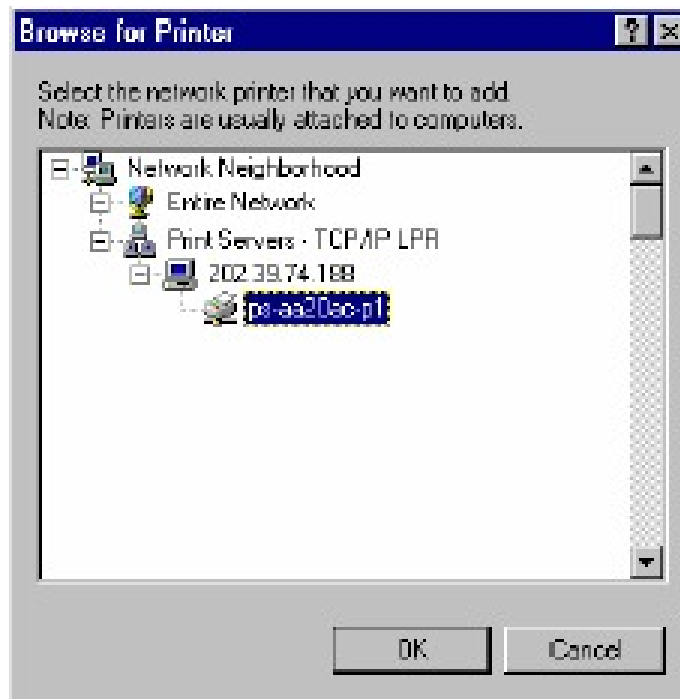 Browse for Printer
Select the network printer that you want to add.
Note: Printers are usually attached to computers.
Network Neighborhood
Entire Network
Print Servers - TCP/IP LPR
202.39.74.188
ps-aa20ac-p1
OK
Cancel